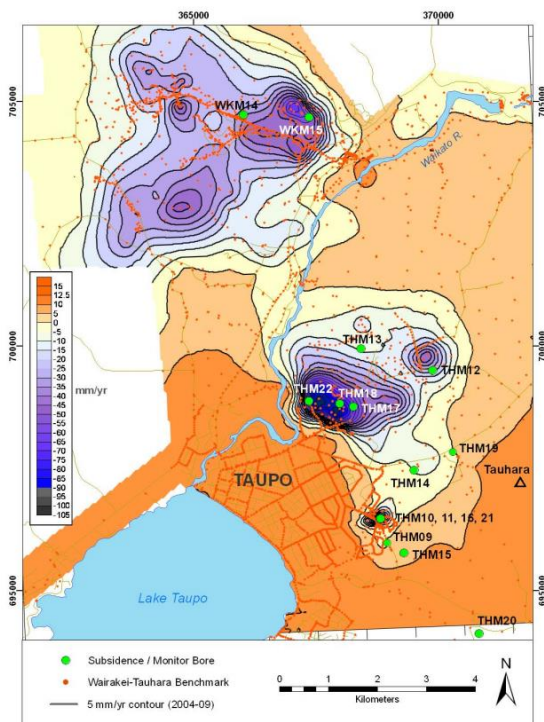 365000
370000
705000
705000
WKM14
WKM15
Waikato R.
700000
700000
THM13
THM12
THM22
THM18
THM17
THM19
THM14
Tauhara
TAUPO
THM10, 11, 16, 21
THM09
THM15
695000
695000
THM20
Lake Taupo
15
12.5
10
5
0
-5
-10
-15
-20
-25
-30
-35
-40
-45
-50
-55
-60
-65
-70
-75
-80
-85
-90
-95
-100
-105
mm/yr
Subsidence / Monitor Bore
Wairakei-Tauhara Benchmark
5 mm/yr contour (2004-09)
0 0.5 1 2 3 4
Kilometers
N